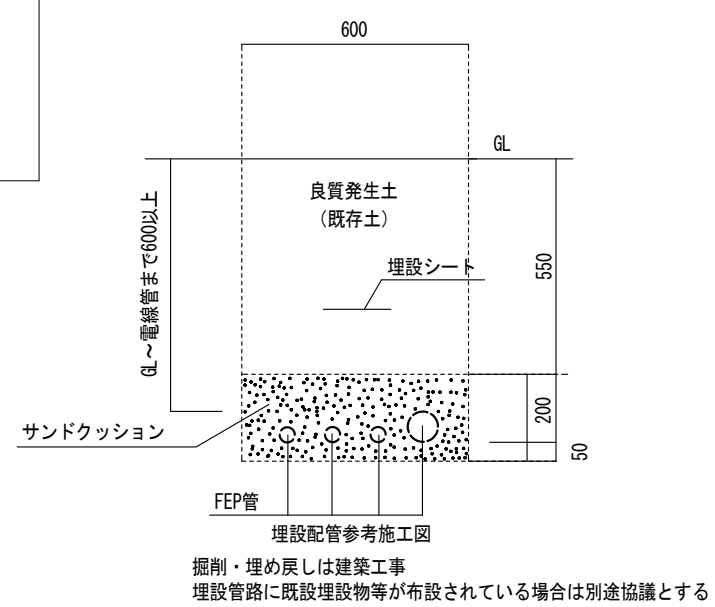 600
GL
良質発生土
（既存土）
GL～電線管まで600以上
埋設シート
550
サンドクッション
200
50
FEP管
埋設配管参考施工図
掘削・埋め戻しは建築工事
埋設管路に既設埋設物等が布設されている場合は別途協議とする